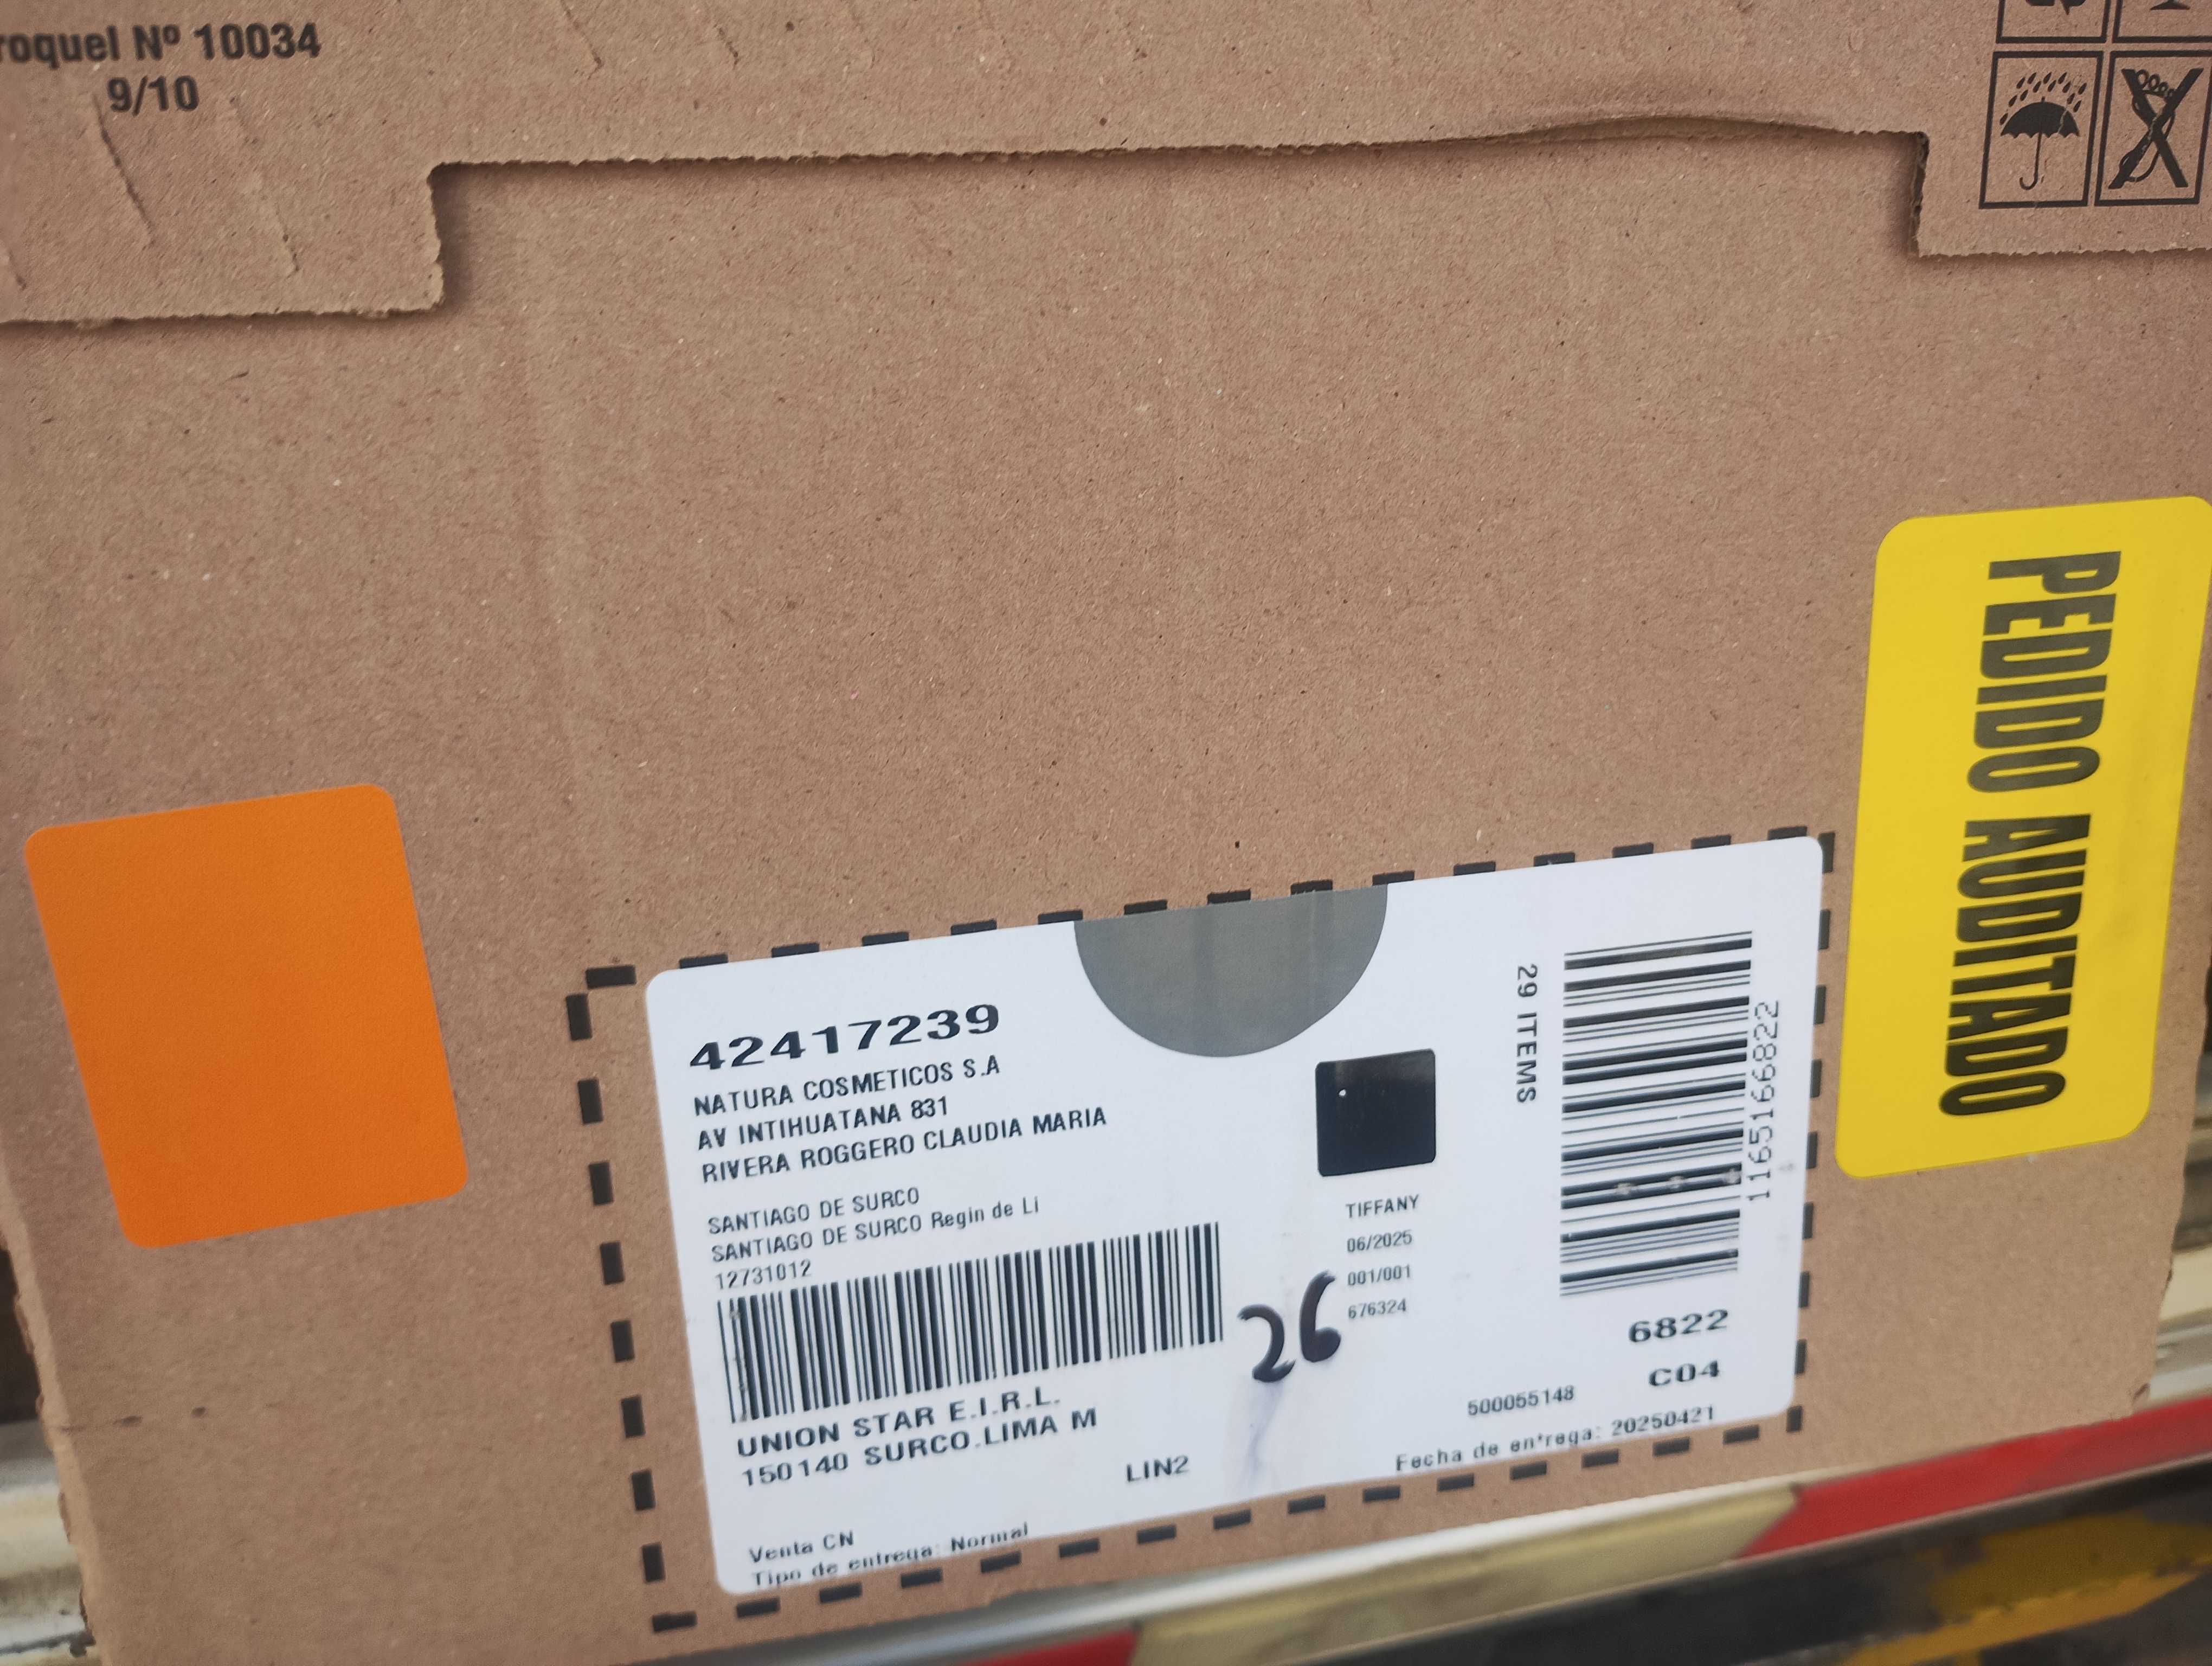 roquel Nº 10034
9/10
PEDIDO AUDITADO
42417239
NATURA COSMETICOS S.A
AV INTIHUATANA 831
RIVERA ROGGERO CLAUDIA MARIA
SANTIAGO DE SURCO
SANTIAGO DE SURCO Regin de Li
12731012
UNION STAR E.I.R.L.
150140 SURCO.LIMA M
LIN2
Venta CN
Tipo de entrega: Normal
TIFFANY
06/2025
001/001
676324
26
29 ITEMS
1165166822
6822
C04
500055148
Fecha de entrega: 20250421